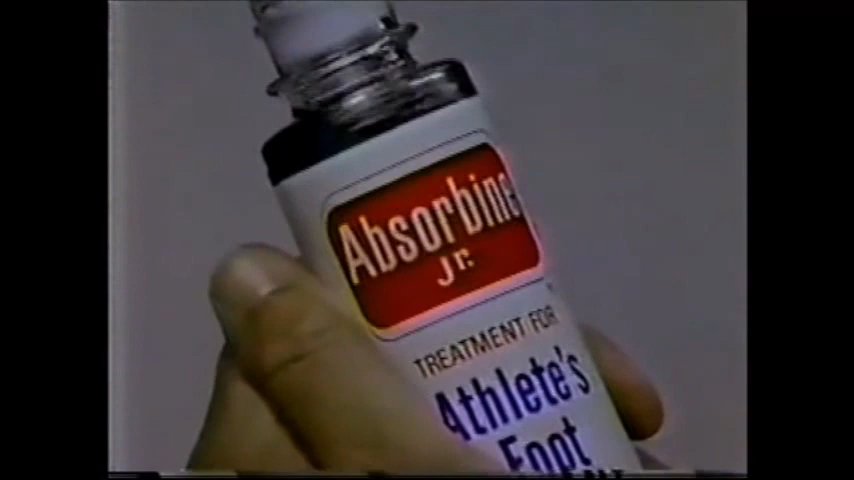 Absorbine
Jr.
TREATMENT FOR
Athlete's
Foot